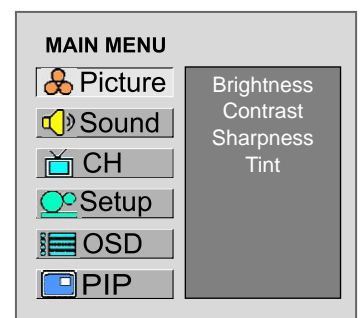 MAIN MENU
Picture
Sound
CH
Setup
OSD
PIP
Brightness
Contrast
Sharpness
Tint